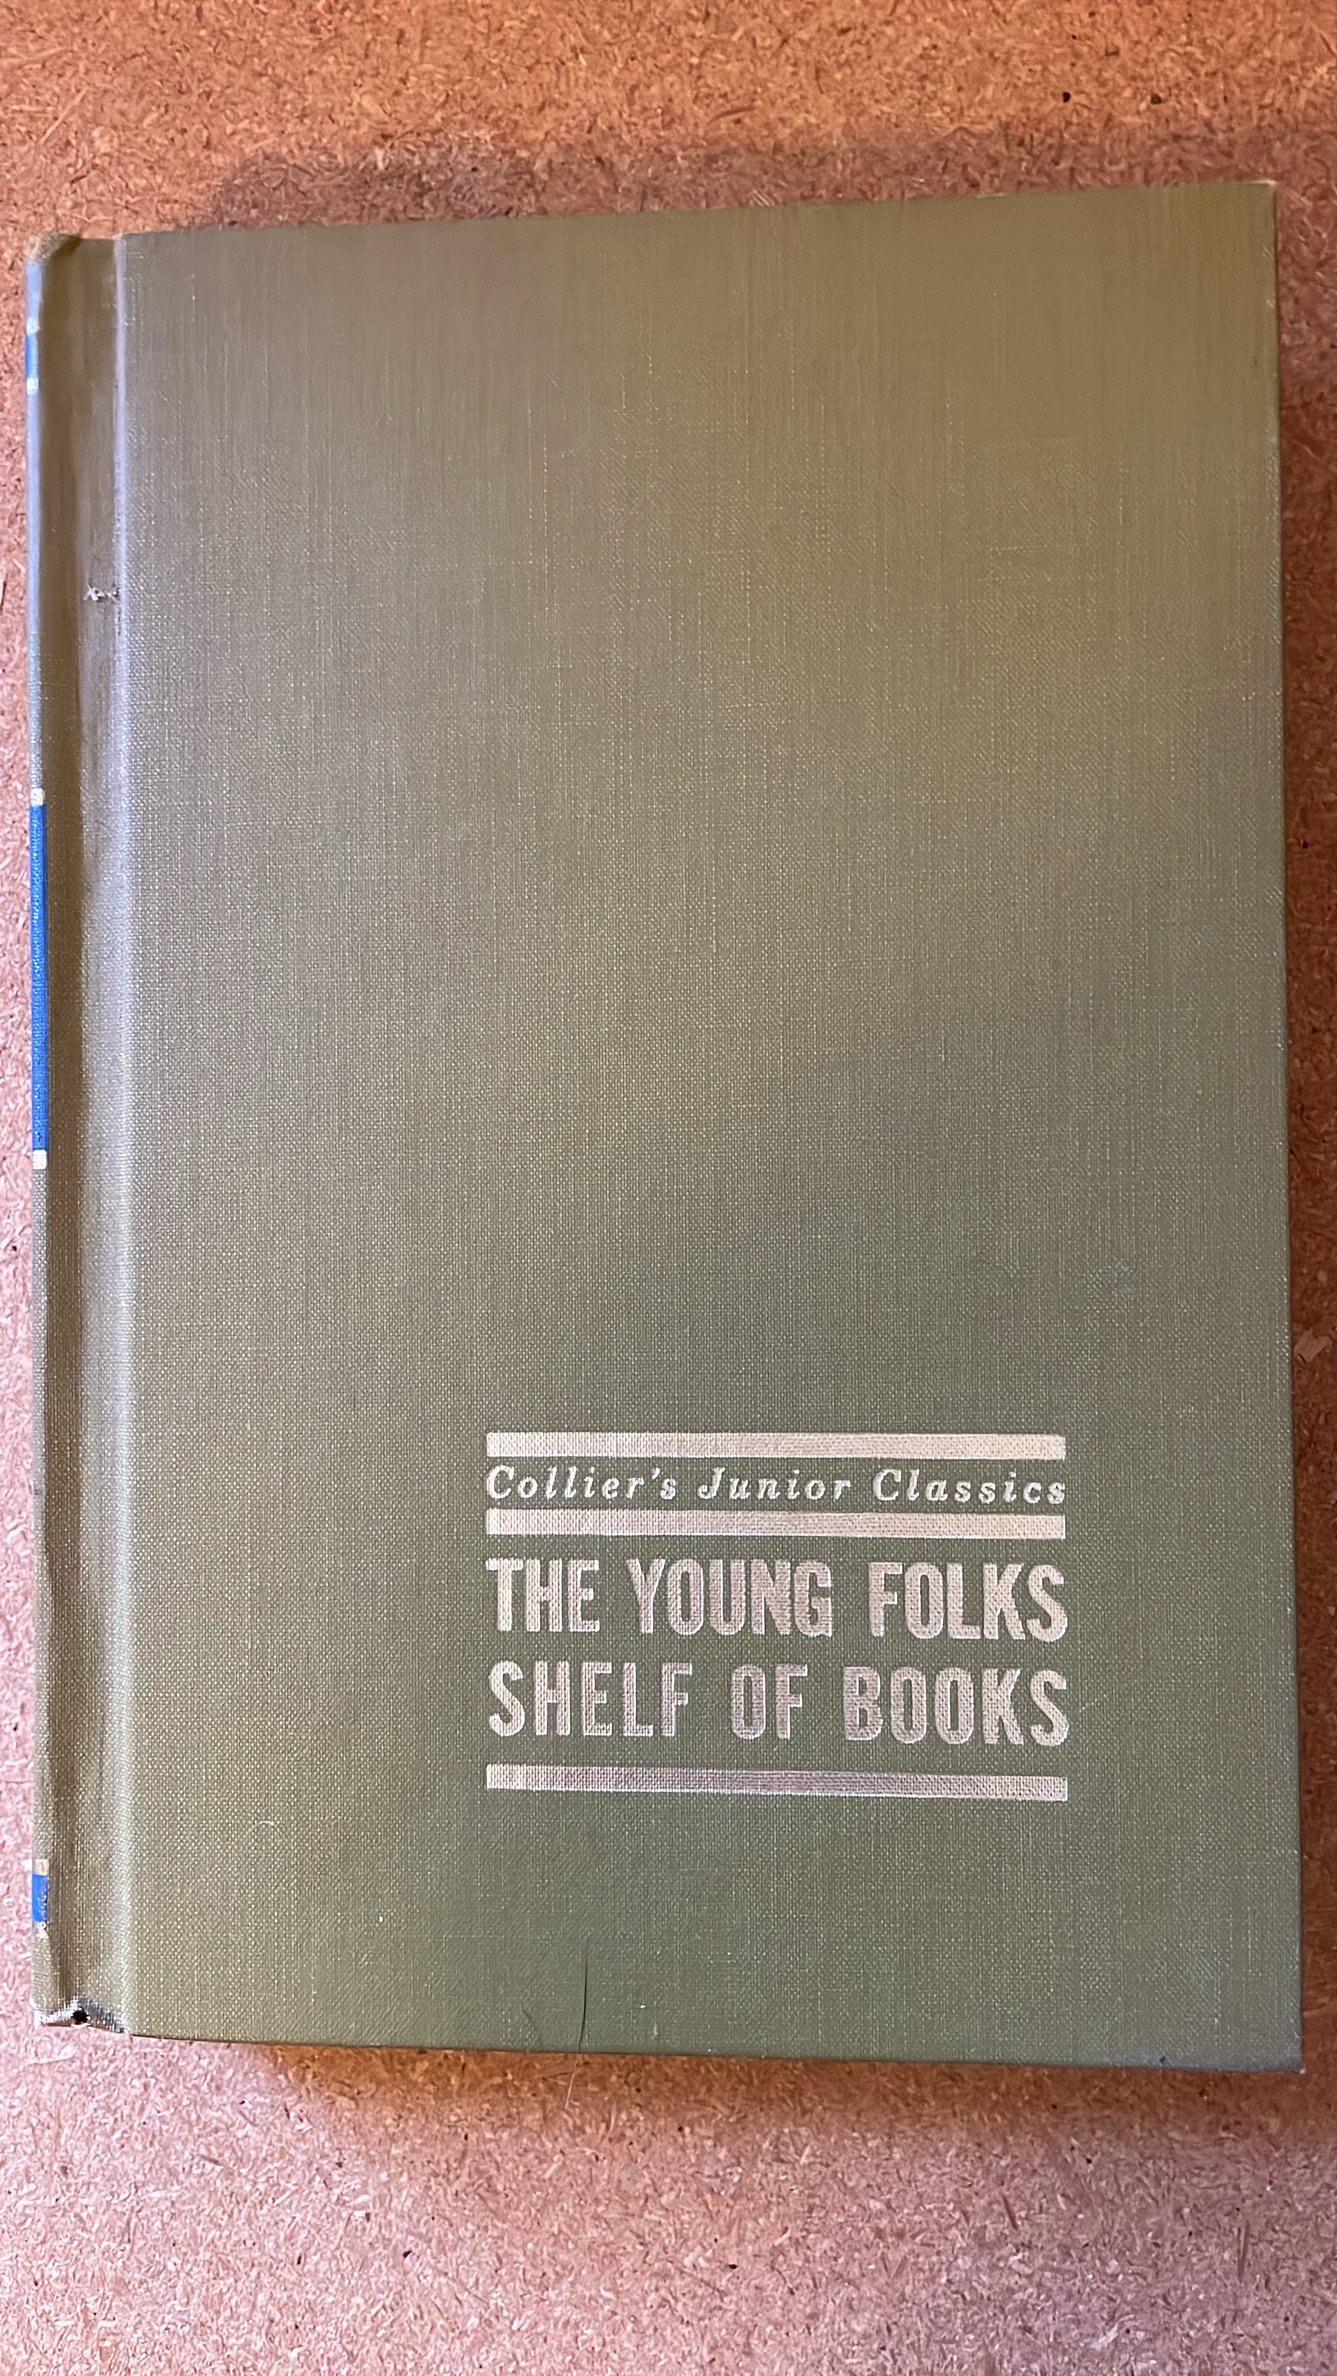 Collier's Junior Classics
THE YOUNG FOLKS
SHELF OF BOOKS